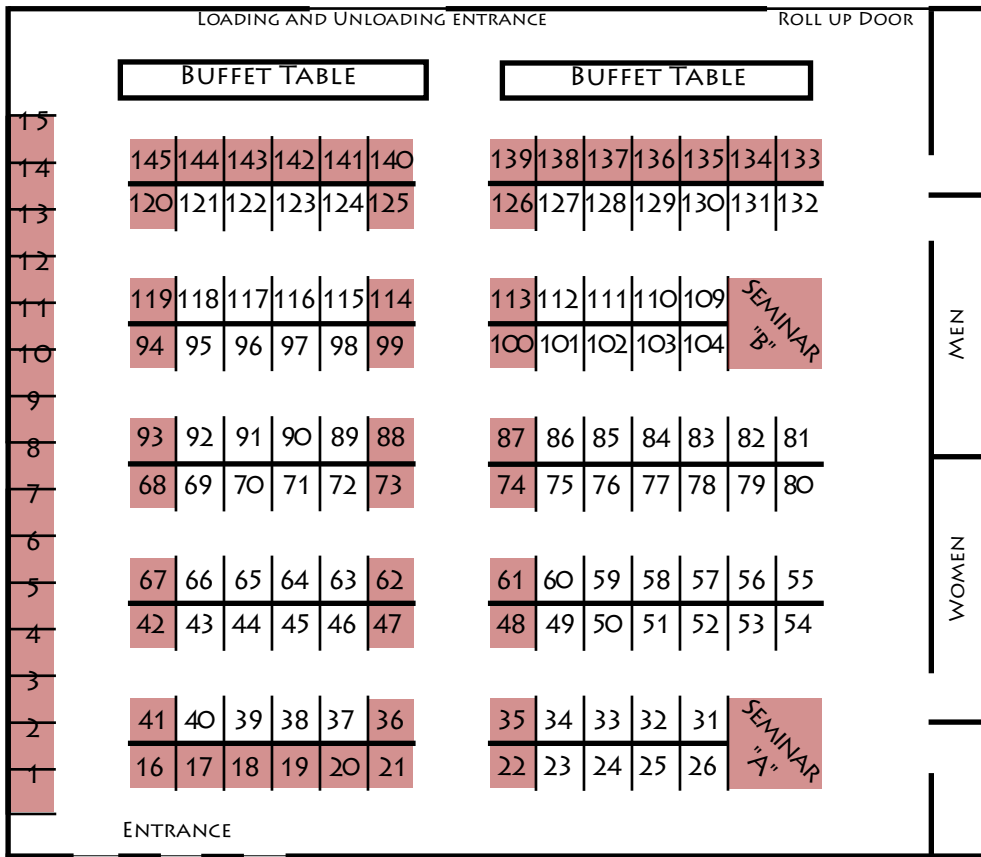 LOADING AND UNLOADING ENTRANCE
ROLL UP DOOR
BUFFET TABLE
BUFFET TABLE
15
14
13
12
11
10
9
8
7
6
5
4
3
2
1
145 144 143 142 141 140
120 121 122 123 124 125
139 138 137 136 135 134 133
126 127 128 129 130 131 132
119 118 117 116 115 114
94 95 96 97 98 99
113 112 111 110 109
100 101 102 103 104
SEMINAR
"B"
93 92 91 90 89 88
68 69 70 71 72 73
87 86 85 84 83 82 81
74 75 76 77 78 79 80
67 66 65 64 63 62
42 43 44 45 46 47
61 60 59 58 57 56 55
48 49 50 51 52 53 54
41 40 39 38 37 36
16 17 18 19 20 21
35 34 33 32 31
22 23 24 25 26
SEMINAR
"A"
MEN
WOMEN
ENTRANCE